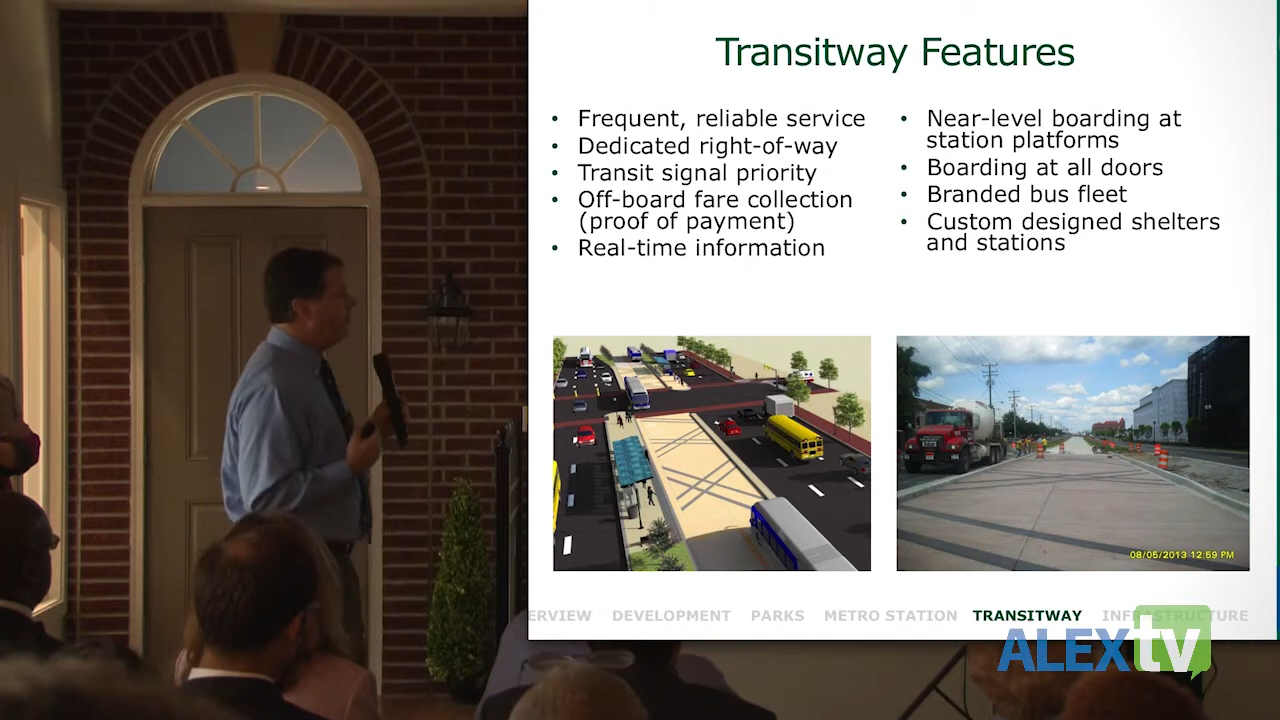 Transitway Features
• Frequent, reliable service
• Dedicated right-of-way
• Transit signal priority
• Off-board fare collection
(proof of payment)
• Real-time information
• Near-level boarding at
station platforms
• Boarding at all doors
• Branded bus fleet
• Custom designed shelters
and stations
08/05/2013 12:59 PM
ERVIEW DEVELOPMENT PARKS METRO STATION TRANSITWAY INFRASTRUCTURE
ALEXtv